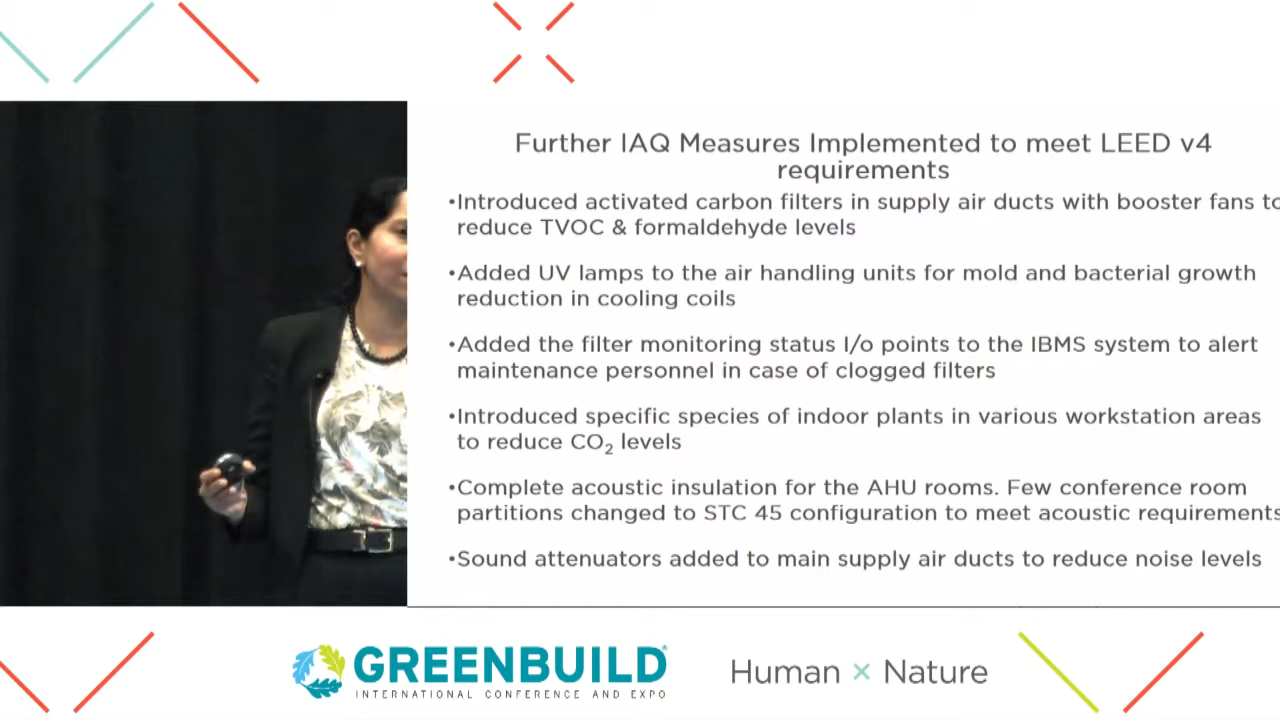 Further IAQ Measures Implemented to meet LEED v4
requirements
•Introduced activated carbon filters in supply air ducts with booster fans to
reduce TVOC & formaldehyde levels
•Added UV lamps to the air handling units for mold and bacterial growth
reduction in cooling coils
•Added the filter monitoring status I/o points to the IBMS system to alert
maintenance personnel in case of clogged filters
•Introduced specific species of indoor plants in various workstation areas
to reduce CO₂ levels
•Complete acoustic insulation for the AHU rooms. Few conference room
partitions changed to STC 45 configuration to meet acoustic requirements
•Sound attenuators added to main supply air ducts to reduce noise levels
GREENBUILD®
INTERNATIONAL CONFERENCE AND EXPO
Human × Nature